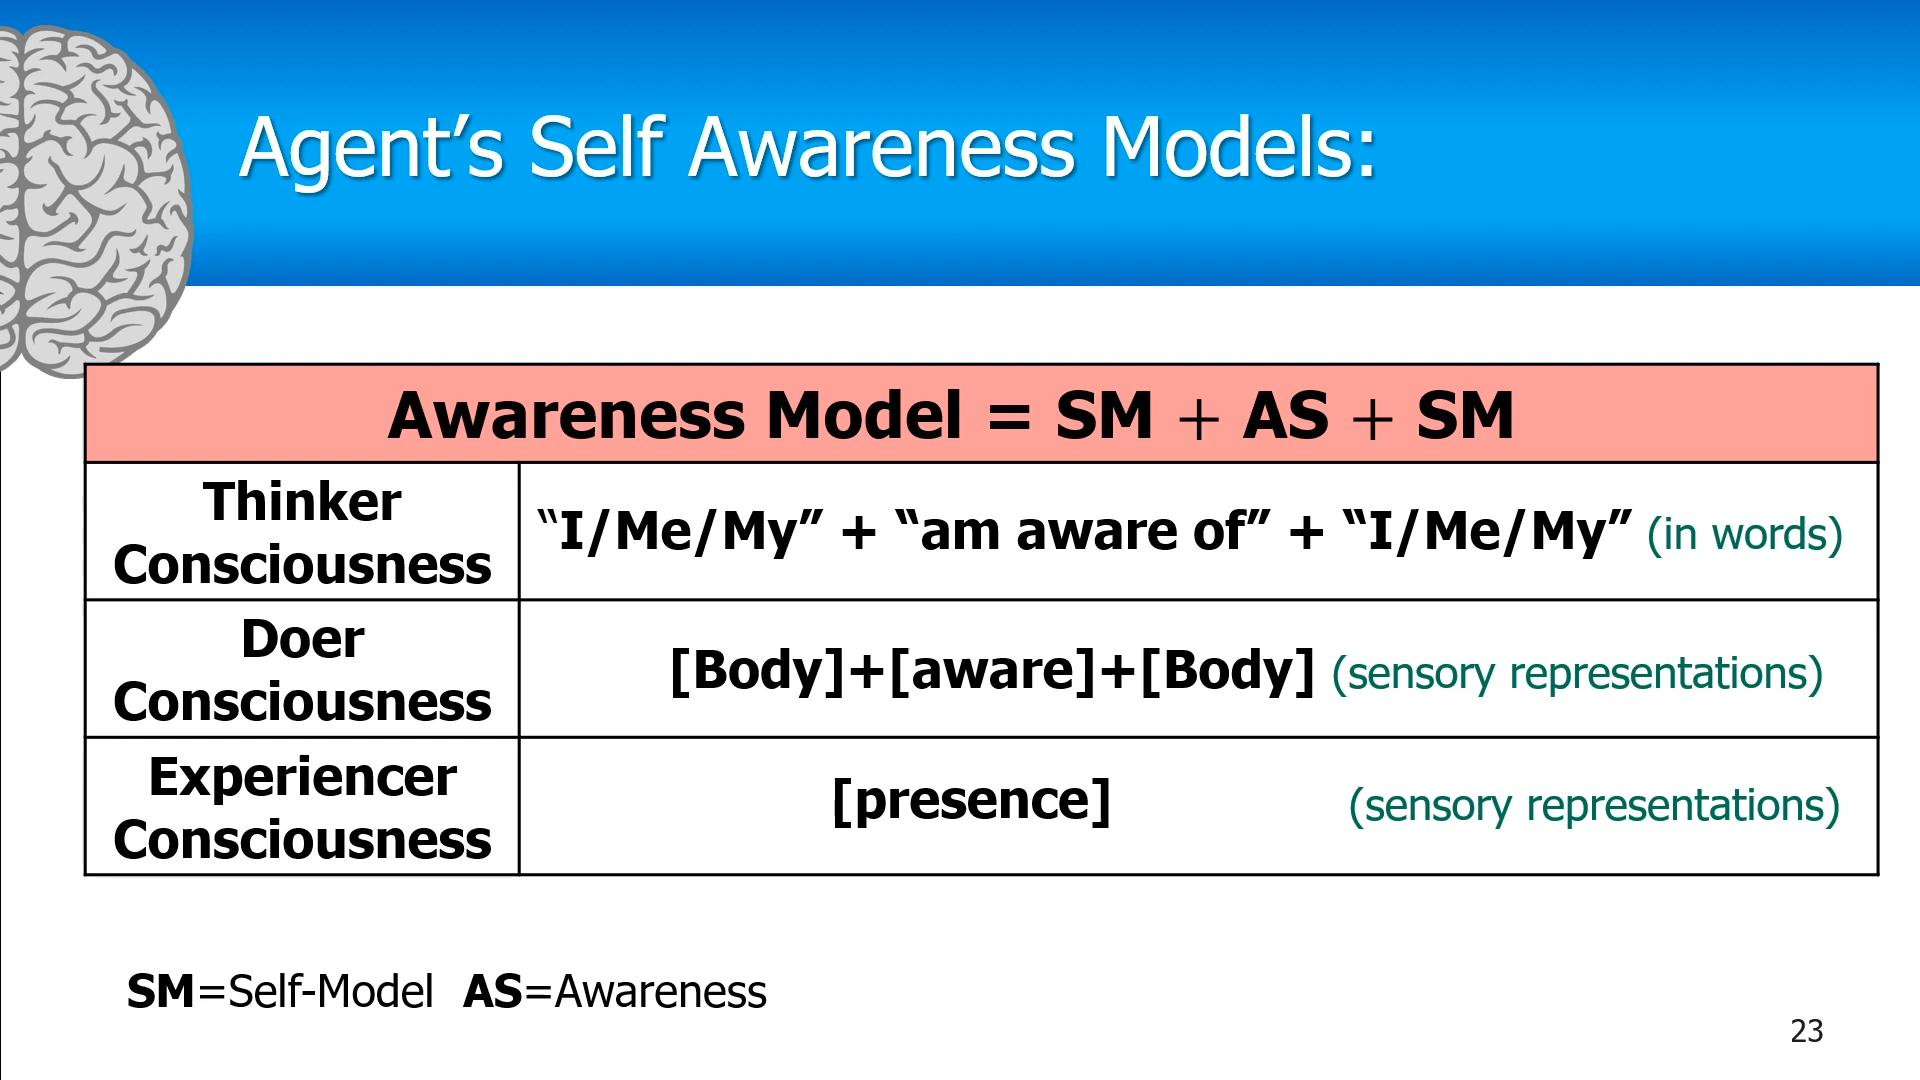 Agent’s Self Awareness Models:
Awareness Model = SM + AS + SM
Thinker
Consciousness
“I/Me/My” + “am aware of” + “I/Me/My” (in words)
Doer
Consciousness
[Body]+[aware]+[Body] (sensory representations)
Experiencer
Consciousness
[presence] (sensory representations)
SM=Self-Model AS=Awareness
23